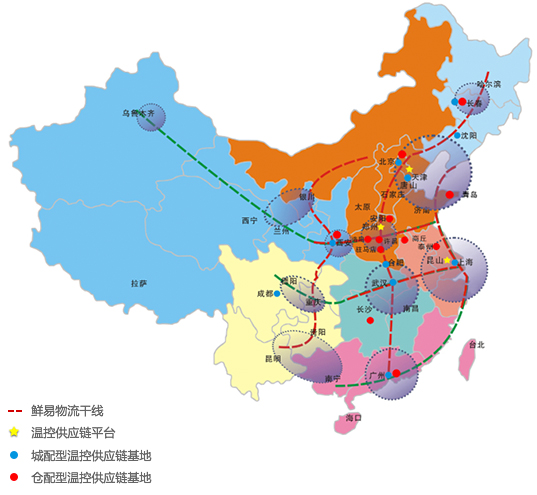 哈尔滨
长春
乌鲁木齐
沈阳
北京
天津
唐山
银川
石家庄
青岛
太原
济南
西宁
安阳
郑州
兰州
西安
许昌
商丘
驻马店
泰州
合肥
昆山
上海
拉萨
成都
武汉
重庆
长沙
南昌
贵阳
昆明
台北
南宁
广州
海口
鲜易物流干线
温控供应链平台
城配型温控供应链基地
仓配型温控供应链基地